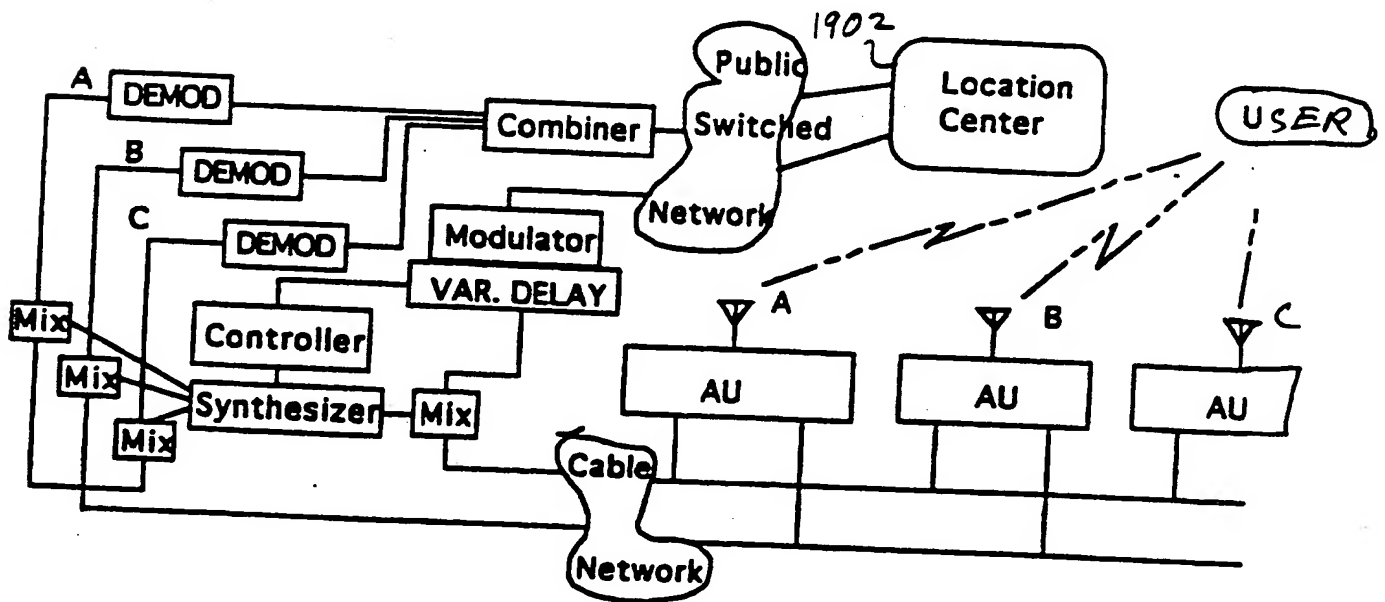 1902
Public
Switched
Network
Location
Center
USER
A
DEMOD
Combiner
B
DEMOD
C
DEMOD
Modulator
VAR. DELAY
Controller
Mix
Mix
Mix
Synthesizer
Mix
A
B
C
AU
AU
AU
Cable
Network